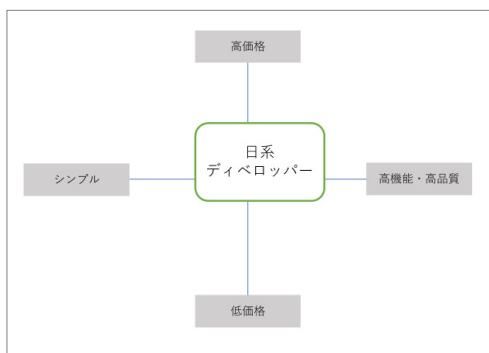 高価格
日系
ディベロッパー
シンプル
高機能・高品質
低価格